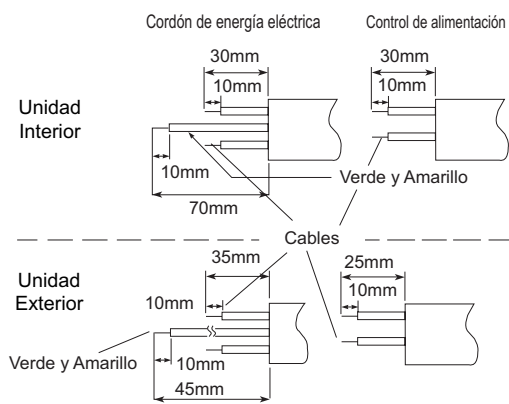 Cordón de energía eléctrica
Control de alimentación
30mm
30mm
10mm
10mm
Unidad
Interior
10mm
Verde y Amarillo
70mm
Cables
35mm
25mm
Unidad
Exterior
10mm
10mm
Verde y Amarillo
10mm
45mm